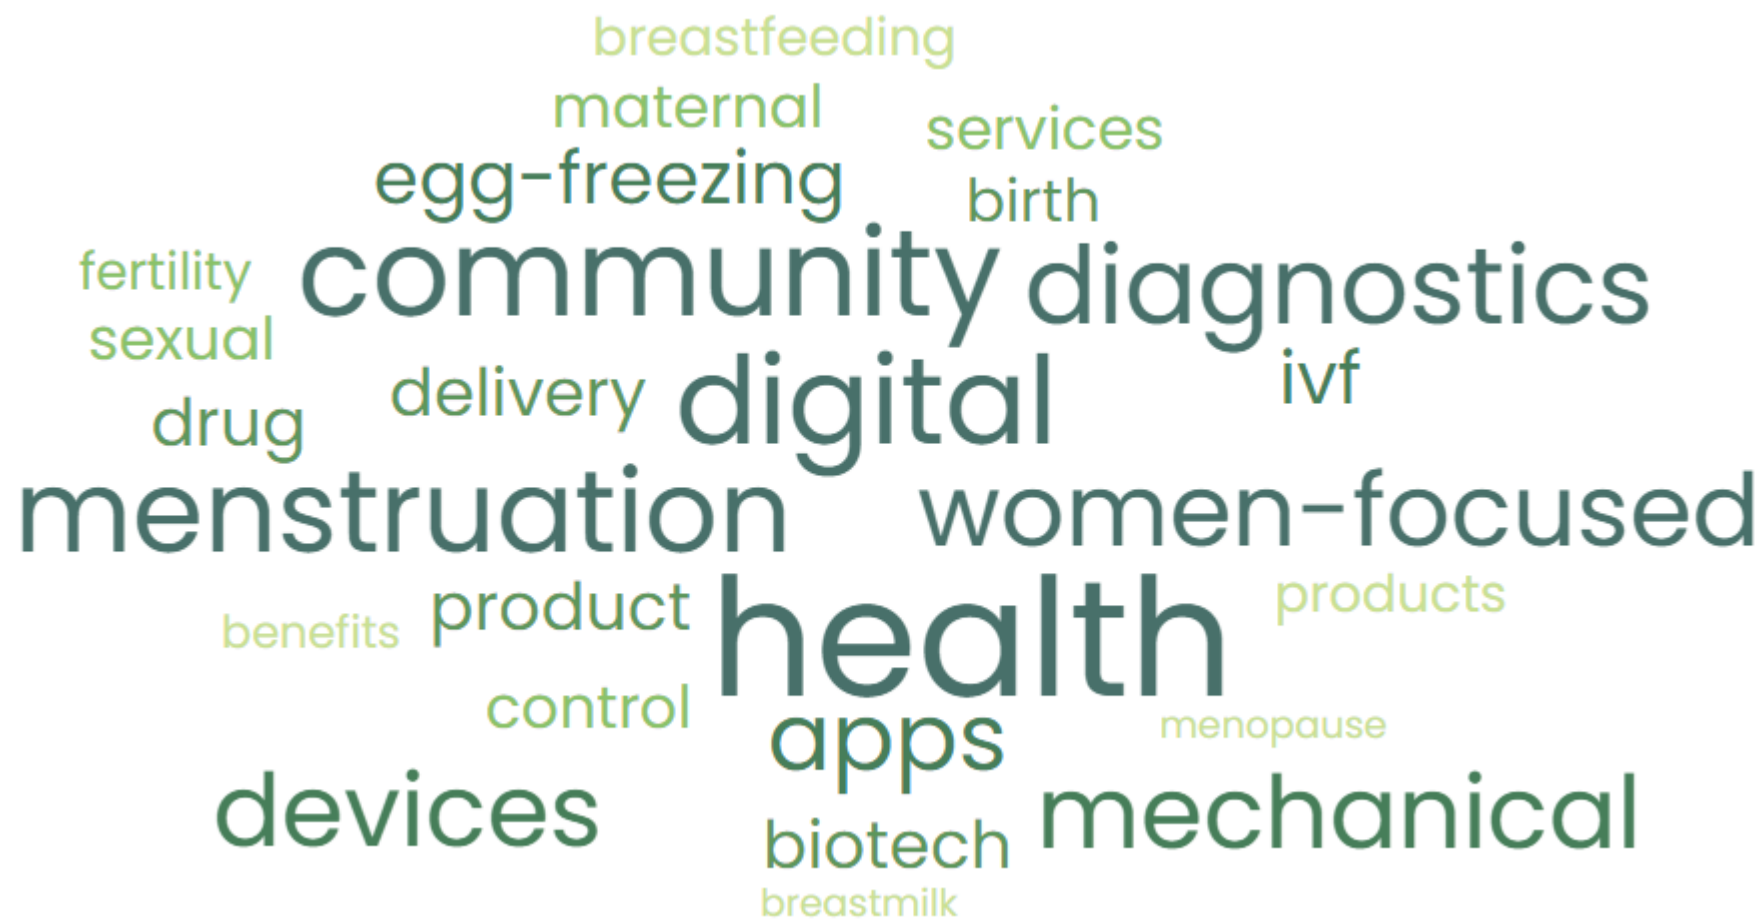 breastfeeding
maternal
services
egg-freezing
birth
fertility
community
diagnostics
sexual
delivery
digital
ivf
drug
menstruation
women-focused
benefits
product
health
products
control
apps
menopause
devices
biotech
mechanical
breastmilk